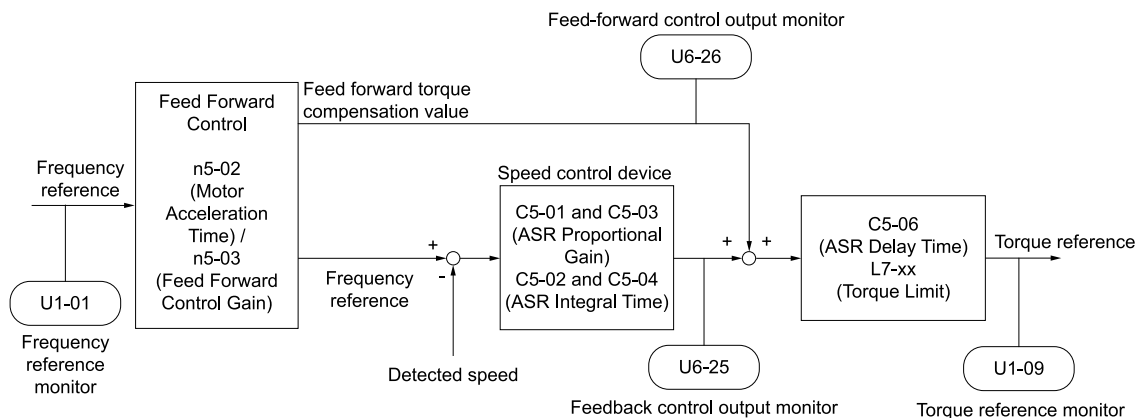 Feed-forward control output monitor
U6-26
Feed Forward
Control
n5-02
(Motor
Acceleration
Time) /
n5-03
(Feed Forward
Control Gain)
Feed forward torque
compensation value
Frequency
reference
U1-01
Frequency
reference
monitor
Frequency
reference
+
-
Detected speed
Speed control device
C5-01 and C5-03
(ASR Proportional
Gain)
C5-02 and C5-04
(ASR Integral Time)
+
+
U6-25
Feedback control output monitor
C5-06
(ASR Delay Time)
L7-xx
(Torque Limit)
Torque reference
U1-09
Torque reference monitor